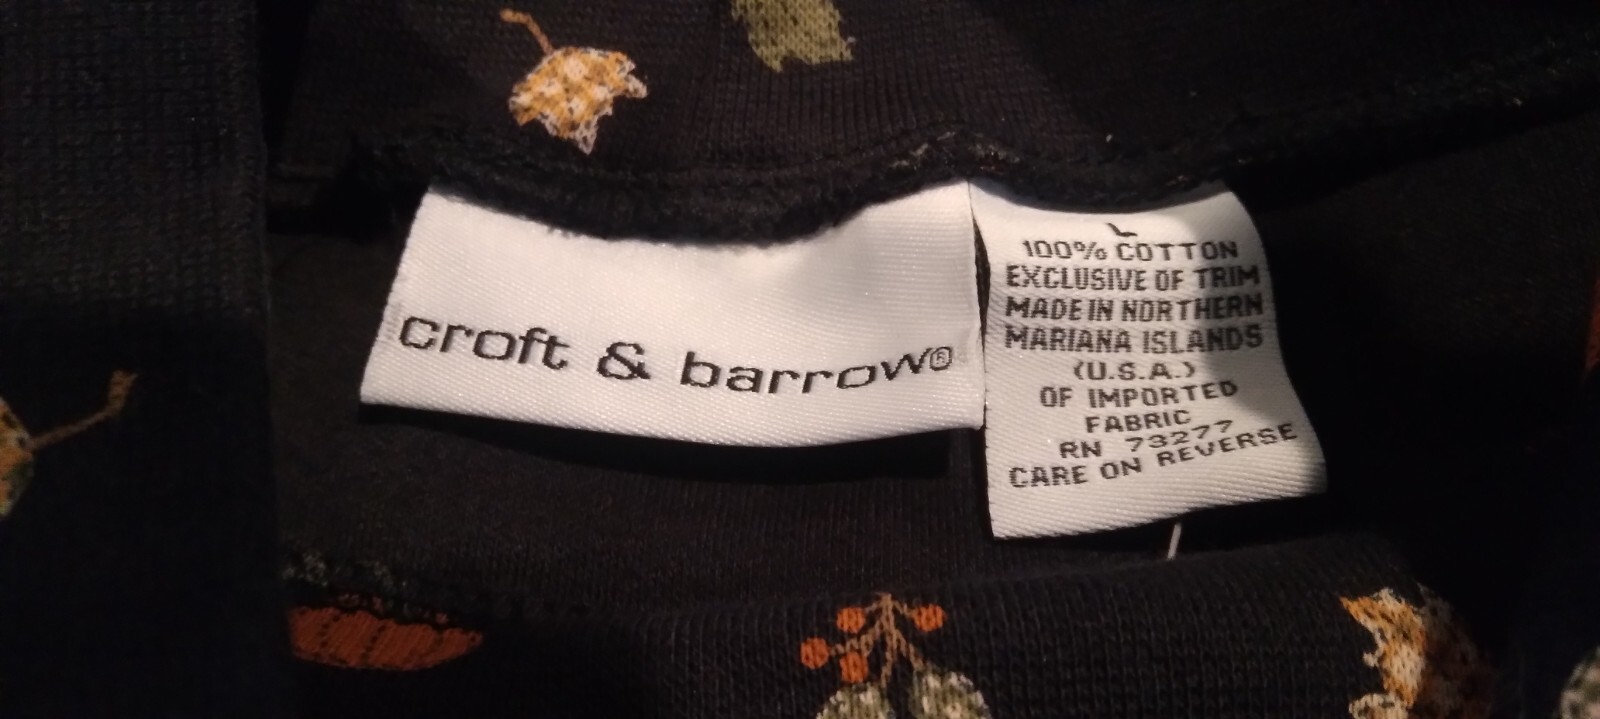 croft & barrow®
L
100% COTTON
EXCLUSIVE OF TRIM
MADE IN NORTHERN
MARIANA ISLANDS
(U.S.A.)
OF IMPORTED
FABRIC
RN 73277
CARE ON REVERSE